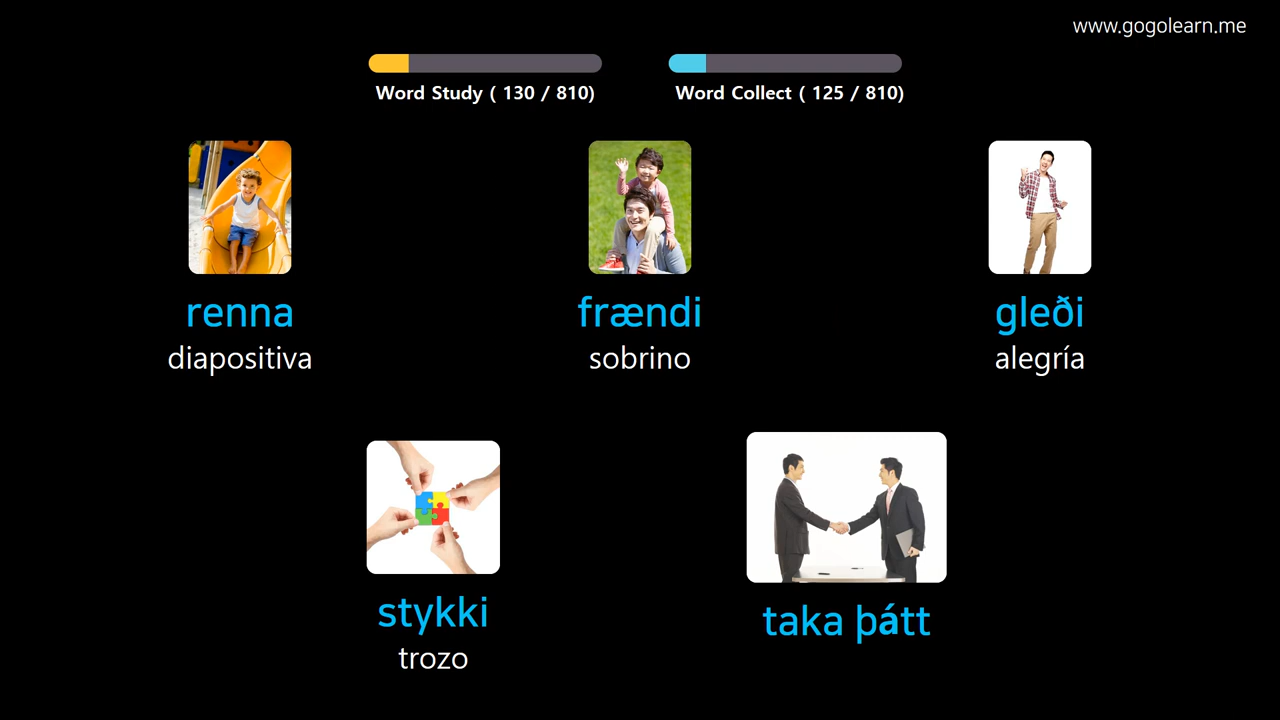 www.gogolearn.me
Word Study ( 130 / 810)
Word Collect ( 125 / 810)
renna
diapositiva
frændi
sobrino
gleði
alegría
stykki
trozo
taka þátt